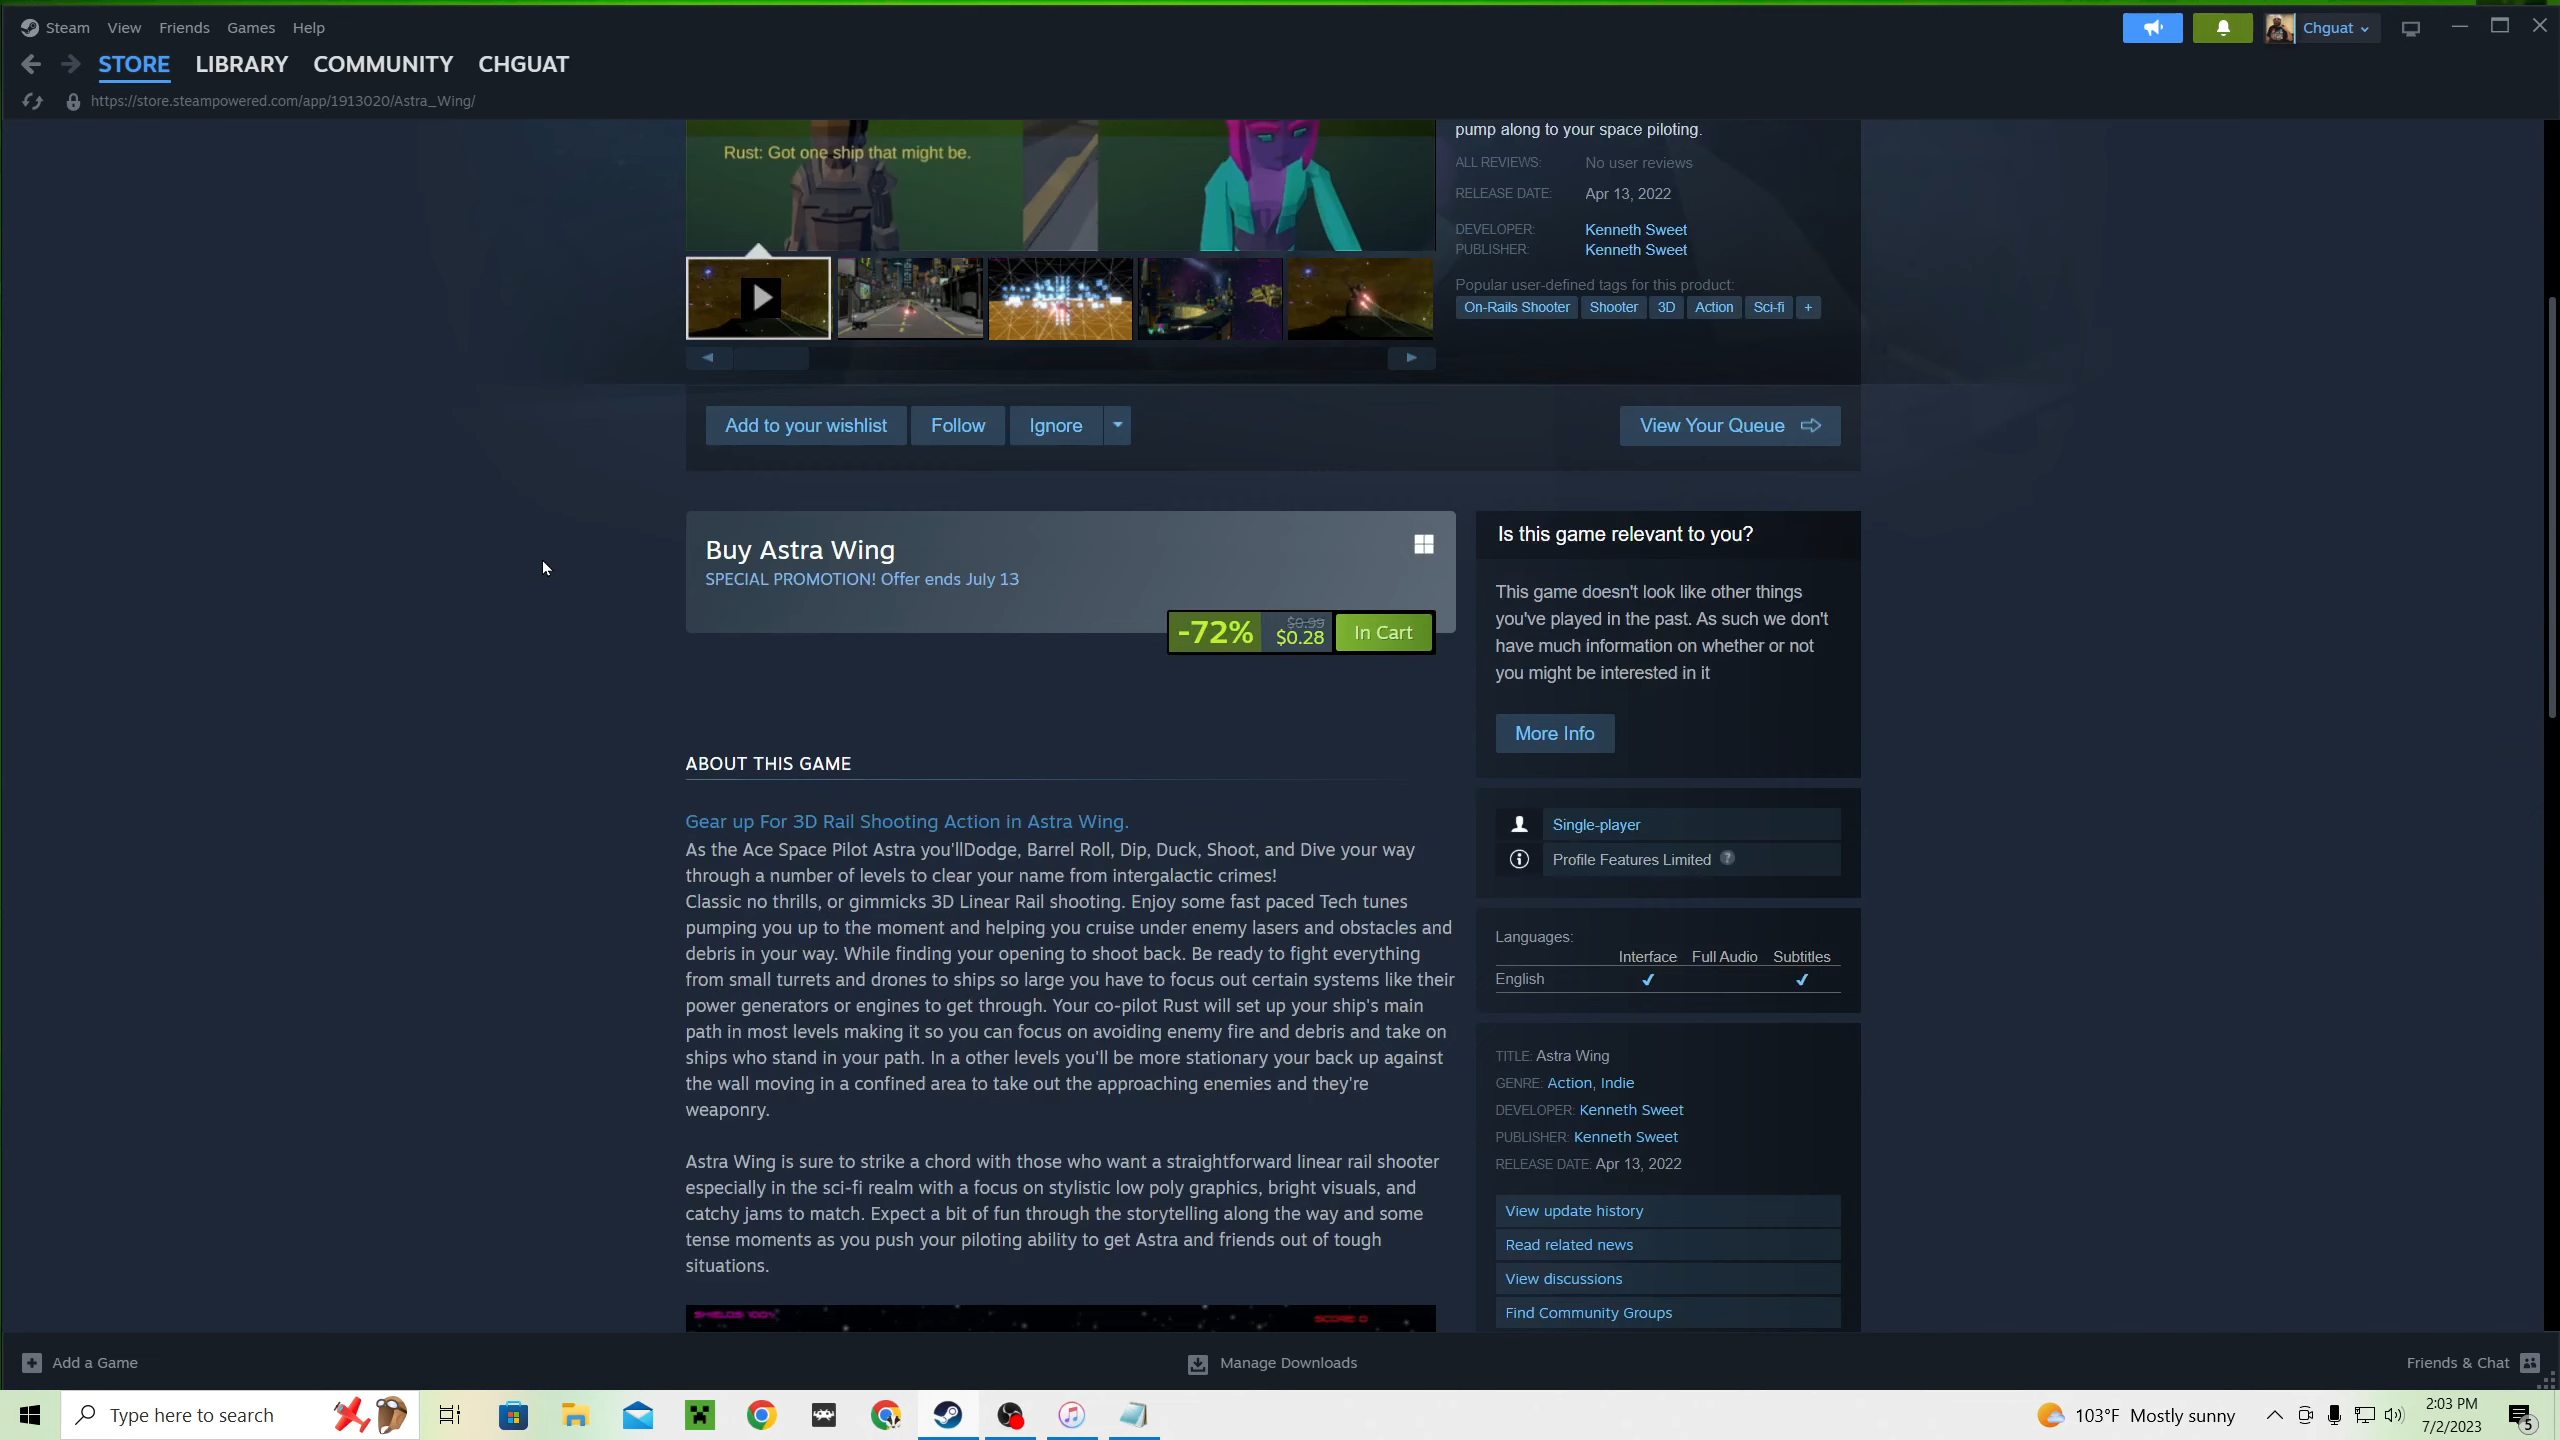 Steam View Friends Games Help
Chguat
STORE LIBRARY COMMUNITY CHGUAT
https://store.steampowered.com/app/1913020/Astra_Wing/
Rust: Got one ship that might be.
pump along to your space piloting.
ALL REVIEWS: No user reviews
RELEASE DATE: Apr 13, 2022
DEVELOPER: Kenneth Sweet
PUBLISHER: Kenneth Sweet
Popular user-defined tags for this product:
On-Rails Shooter Shooter 3D Action Sci-fi +
Add to your wishlist Follow Ignore View Your Queue
Buy Astra Wing
SPECIAL PROMOTION! Offer ends July 13
-72% $0.99 $0.28 In Cart
Is this game relevant to you?
This game doesn't look like other things
you've played in the past. As such we don't
have much information on whether or not
you might be interested in it
More Info
ABOUT THIS GAME
Gear up For 3D Rail Shooting Action in Astra Wing.
As the Ace Space Pilot Astra you'llDodge, Barrel Roll, Dip, Duck, Shoot, and Dive your way
through a number of levels to clear your name from intergalactic crimes!
Classic no thrills, or gimmicks 3D Linear Rail shooting. Enjoy some fast paced Tech tunes
pumping you up to the moment and helping you cruise under enemy lasers and obstacles and
debris in your way. While finding your opening to shoot back. Be ready to fight everything
from small turrets and drones to ships so large you have to focus out certain systems like their
power generators or engines to get through. Your co-pilot Rust will set up your ship's main
path in most levels making it so you can focus on avoiding enemy fire and debris and take on
ships who stand in your path. In a other levels you'll be more stationary your back up against
the wall moving in a confined area to take out the approaching enemies and they're
weaponry.
Astra Wing is sure to strike a chord with those who want a straightforward linear rail shooter
especially in the sci-fi realm with a focus on stylistic low poly graphics, bright visuals, and
catchy jams to match. Expect a bit of fun through the storytelling along the way and some
tense moments as you push your piloting ability to get Astra and friends out of tough
situations.
SHIELDS 100% SCORE 0
Single-player
Profile Features Limited ?
Languages:
Interface Full Audio Subtitles
English ✔ ✔
TITLE: Astra Wing
GENRE: Action, Indie
DEVELOPER: Kenneth Sweet
PUBLISHER: Kenneth Sweet
RELEASE DATE: Apr 13, 2022
View update history
Read related news
View discussions
Find Community Groups
Add a Game Manage Downloads Friends & Chat
Type here to search
103°F Mostly sunny
2:03 PM
7/2/2023
5